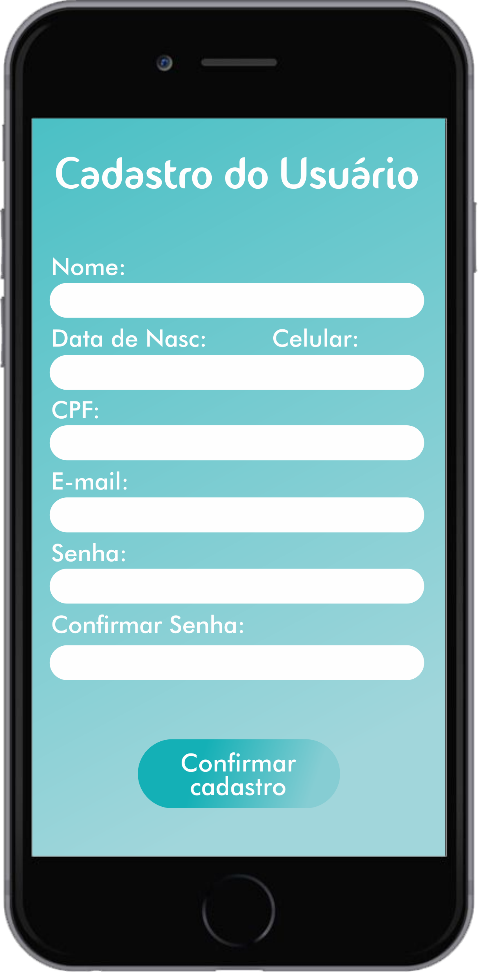 Cadastro do Usuário
Nome:
Data de Nasc: Celular:
CPF:
E-mail:
Senha:
Confirmar Senha:
Confirmar
cadastro